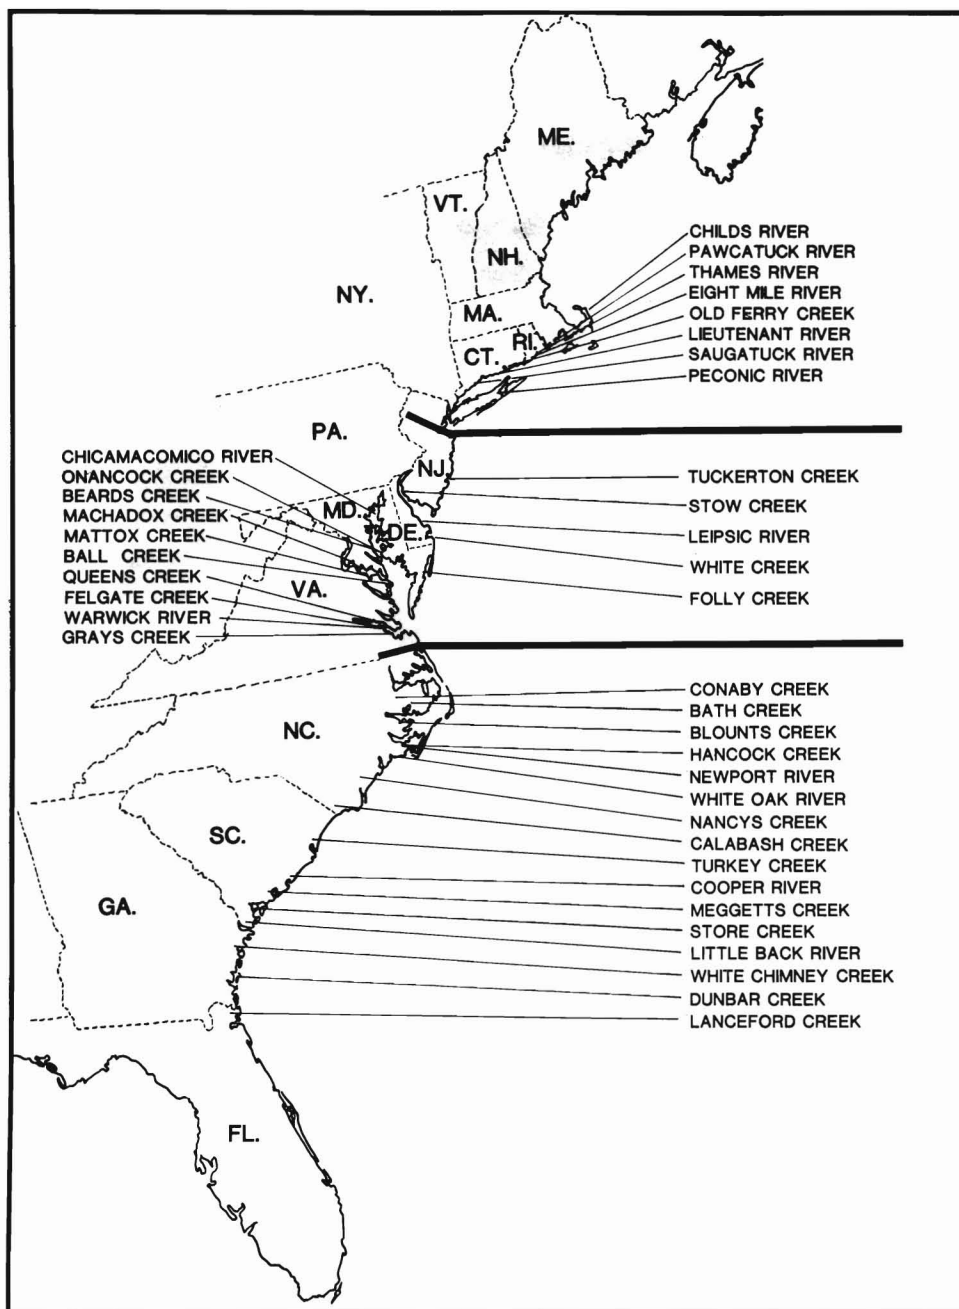 ME.
VT.
NH.
NY.
MA.
CT.
RI.
CHILDS RIVER
PAWCATUCK RIVER
THAMES RIVER
EIGHT MILE RIVER
OLD FERRY CREEK
LIEUTENANT RIVER
SAUGATUCK RIVER
PECONIC RIVER
PA.
NJ.
MD.
DE.
VA.
CHICAMACOMICO RIVER
ONANCOCK CREEK
BEARDS CREEK
MACHADOX CREEK
MATTOX CREEK
BALL CREEK
QUEENS CREEK
FELGATE CREEK
WARWICK RIVER
GRAYS CREEK
TUCKERTON CREEK
STOW CREEK
LEIPSIC RIVER
WHITE CREEK
FOLLY CREEK
NC.
SC.
GA.
FL.
CONABY CREEK
BATH CREEK
BLOUNTS CREEK
HANCOCK CREEK
NEWPORT RIVER
WHITE OAK RIVER
NANCYS CREEK
CALABASH CREEK
TURKEY CREEK
COOPER RIVER
MEGGETTS CREEK
STORE CREEK
LITTLE BACK RIVER
WHITE CHIMNEY CREEK
DUNBAR CREEK
LANCEFORD CREEK